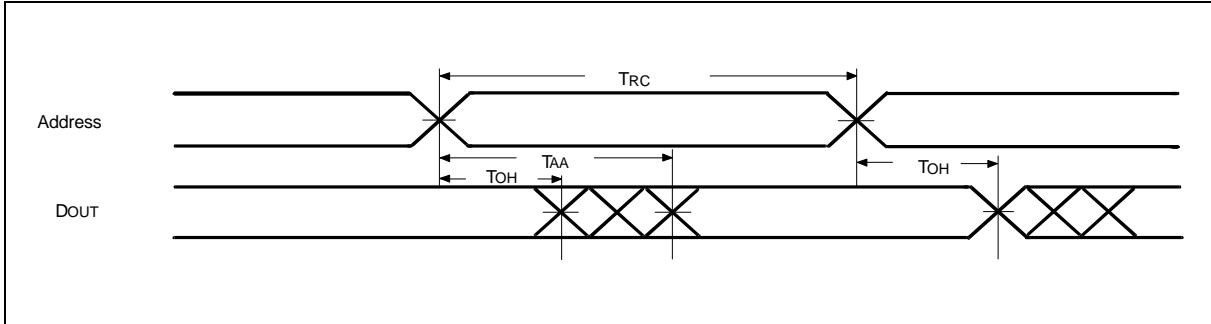 TRC
Address
TAA
TOH
TOH
DOUT